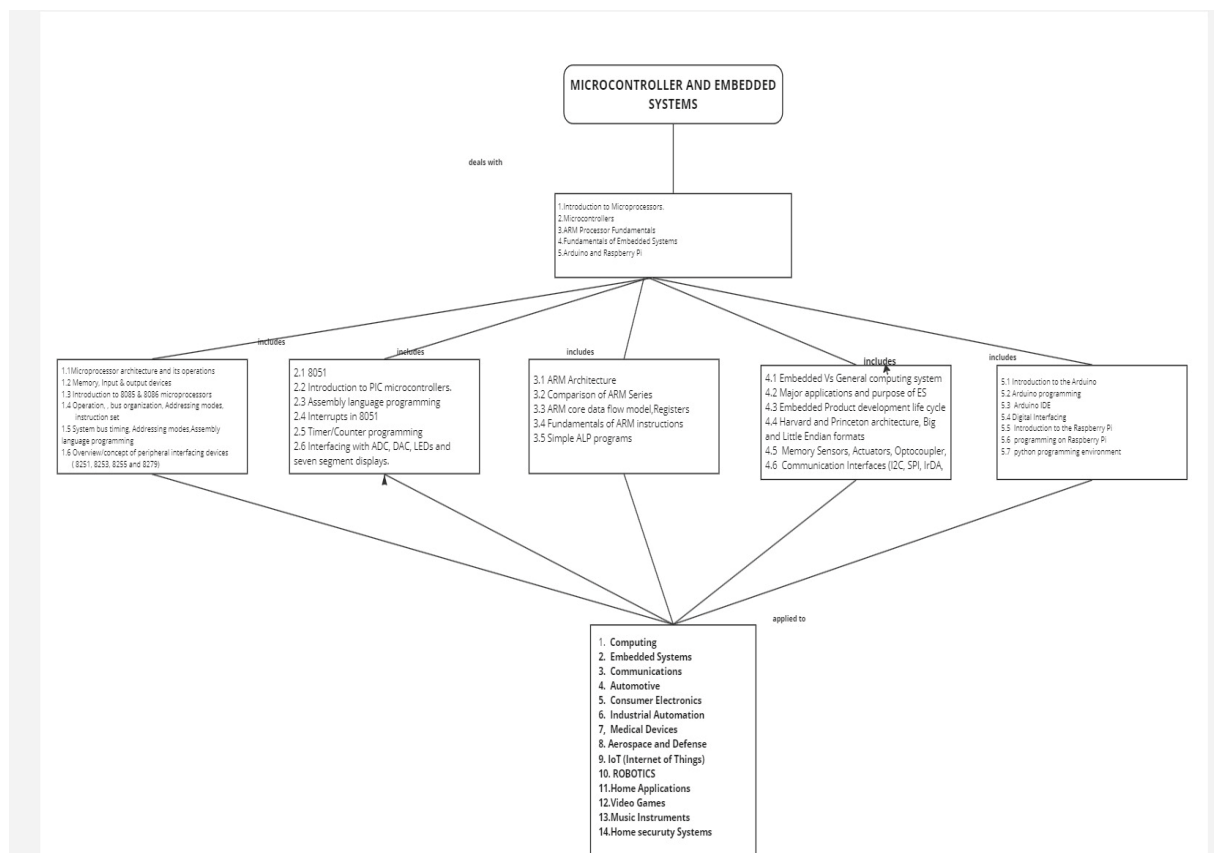 MICROCONTROLLER AND EMBEDDED
SYSTEMS
deals with
1.Introduction to Microprocessors.
2.Microcontrollers
3.ARM Processor Fundamentals
4.Fundamentals of Embedded Systems
5.Arduino and Raspberry Pi
includes
1.1Microprocessor architecture and its operations
1.2 Memory, Input & output devices
1.3 Introduction to 8085 & 8086 microprocessors
1.4 Operation, , bus organization, Addressing modes,
instruction set
1.5 System bus timing, Addressing modes,Assembly
language programming
1.6 Overview/concept of peripheral interfacing devices
( 8251, 8253, 8255 and 8279)
includes
2.1 8051
2.2 Introduction to PIC microcontrollers.
2.3 Assembly language programming
2.4 Interrupts in 8051
2.5 Timer/Counter programming
2.6 Interfacing with ADC, DAC, LEDs and
seven segment displays.
includes
3.1 ARM Architecture
3.2 Comparison of ARM Series
3.3 ARM core data flow model,Registers
3.4 Fundamentals of ARM instructions
3.5 Simple ALP programs
includes
4.1 Embedded Vs General computing system
4.2 Major applications and purpose of ES
4.3 Embedded Product development life cycle
4.4 Harvard and Princeton architecture, Big
and Little Endian formats
4.5 Memory Sensors, Actuators, Optocoupler,
4.6 Communication Interfaces (I2C, SPI, IrDA,
includes
5.1 Introduction to the Arduino
5.2 Arduino programming
5.3 Arduino IDE
5.4 Digital Interfacing
5.5 Introduction to the Raspberry Pi
5.6 programming on Raspberry Pi
5.7 python programming environment
applied to
1. Computing
2. Embedded Systems
3. Communications
4. Automotive
5. Consumer Electronics
6. Industrial Automation
7, Medical Devices
8. Aerospace and Defense
9. IoT (Internet of Things)
10. ROBOTICS
11.Home Applications
12.Video Games
13.Music Instruments
14.Home securuty Systems